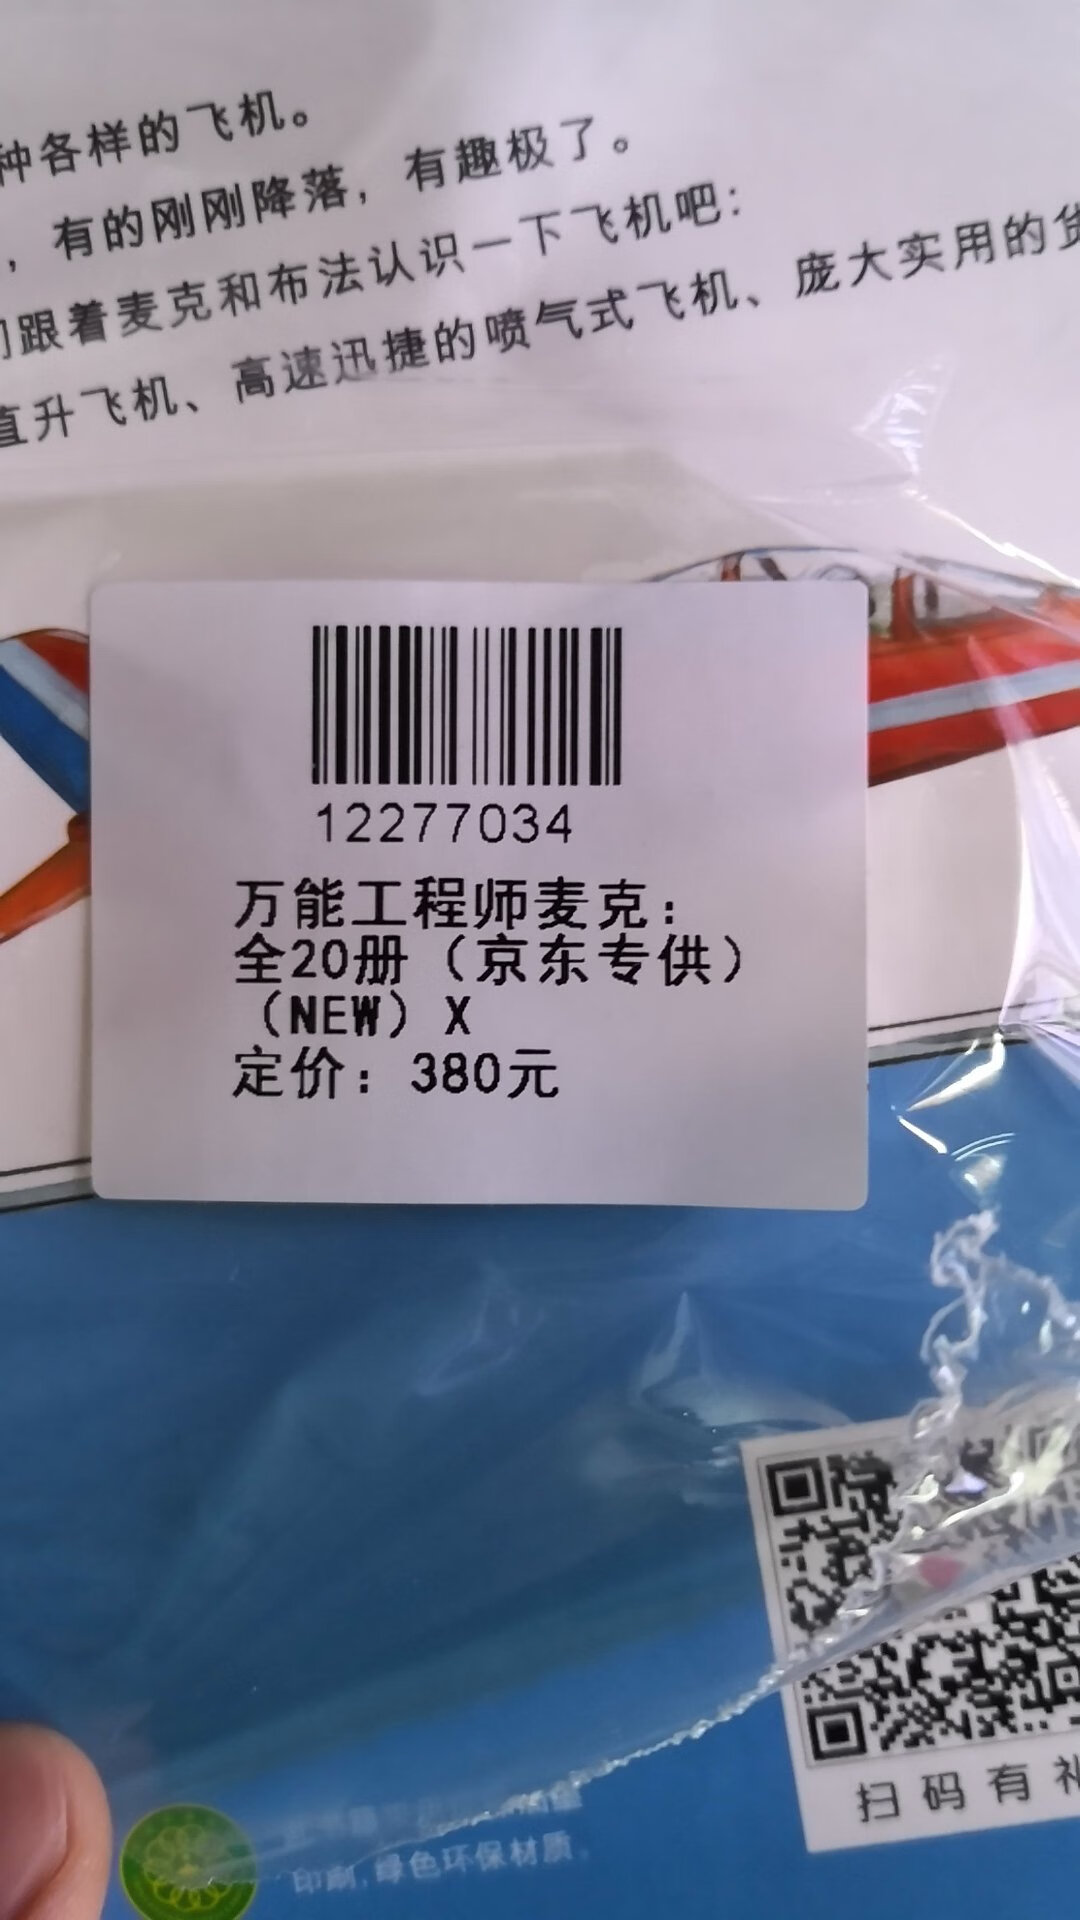 种各样的飞机。
，有的刚刚降落，有趣极了。
跟着麦克和布法认识一下飞机吧：
直升飞机、高速迅捷的喷气式飞机、庞大实用的货
12277034
万能工程师麦克：
全20册（京东专供）
（NEW）X
定价：380元
扫码有礼
印刷,绿色环保材质。